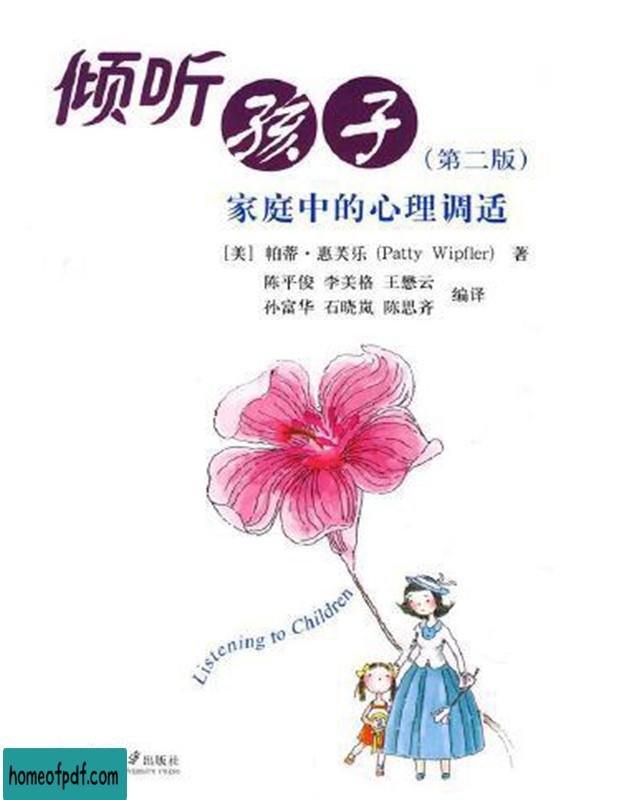 倾听孩子
(第二版)
家庭中的心理调适
[美] 帕蒂·惠芙乐 (Patty Wipfler) 著
陈平俊 李美格 王懋云
孙富华 石晓岚 陈思齐 编译
Listening to Children
出版社
homeofpdf.com